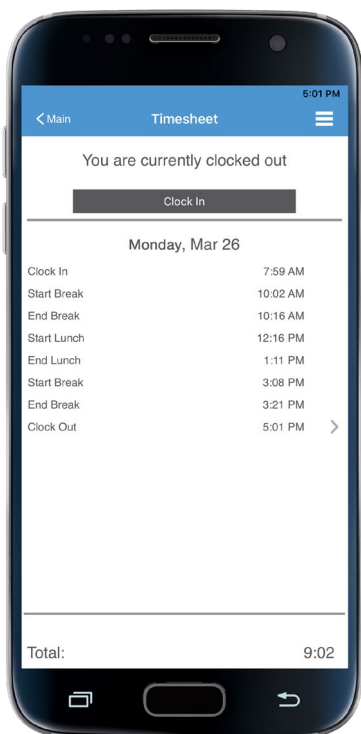 5:01 PM
Main Timesheet
You are currently clocked out
Clock In
Monday, Mar 26
Clock In 7:59 AM
Start Break 10:02 AM
End Break 10:16 AM
Start Lunch 12:16 PM
End Lunch 1:11 PM
Start Break 3:08 PM
End Break 3:21 PM
Clock Out 5:01 PM
Total: 9:02